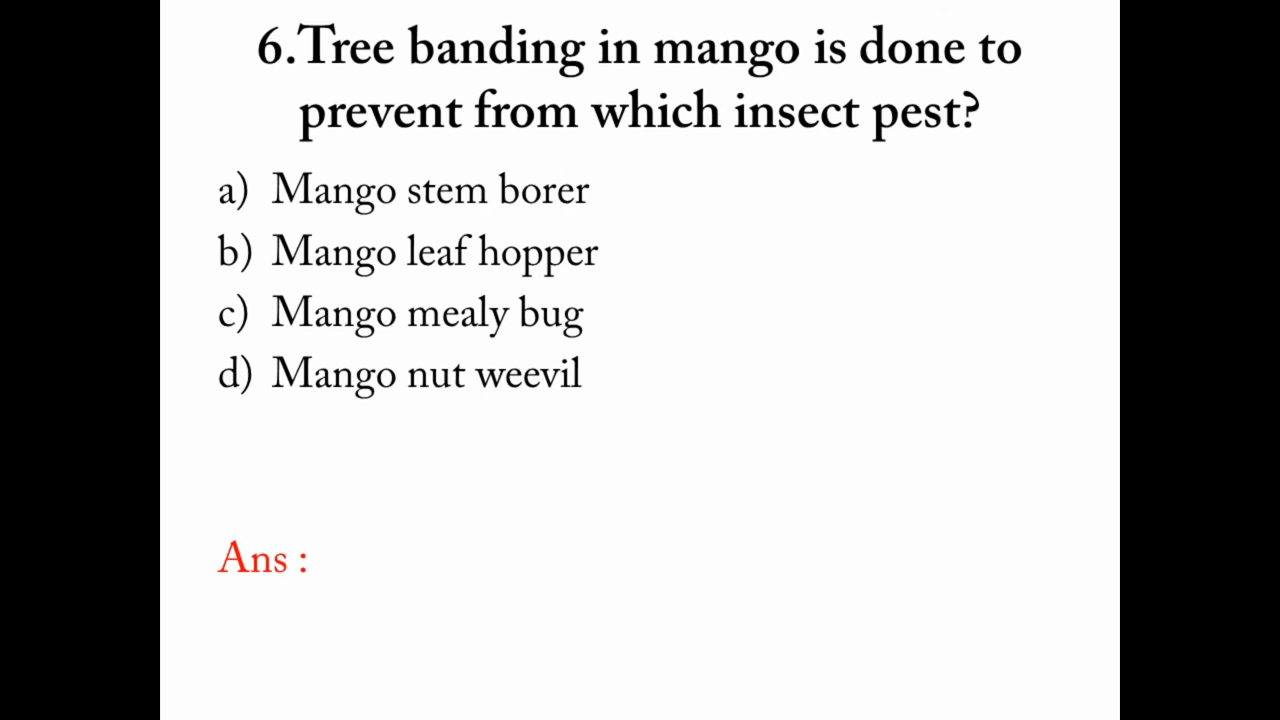 6.Tree banding in mango is done to
prevent from which insect pest?
a) Mango stem borer
b) Mango leaf hopper
c) Mango mealy bug
d) Mango nut weevil
Ans :